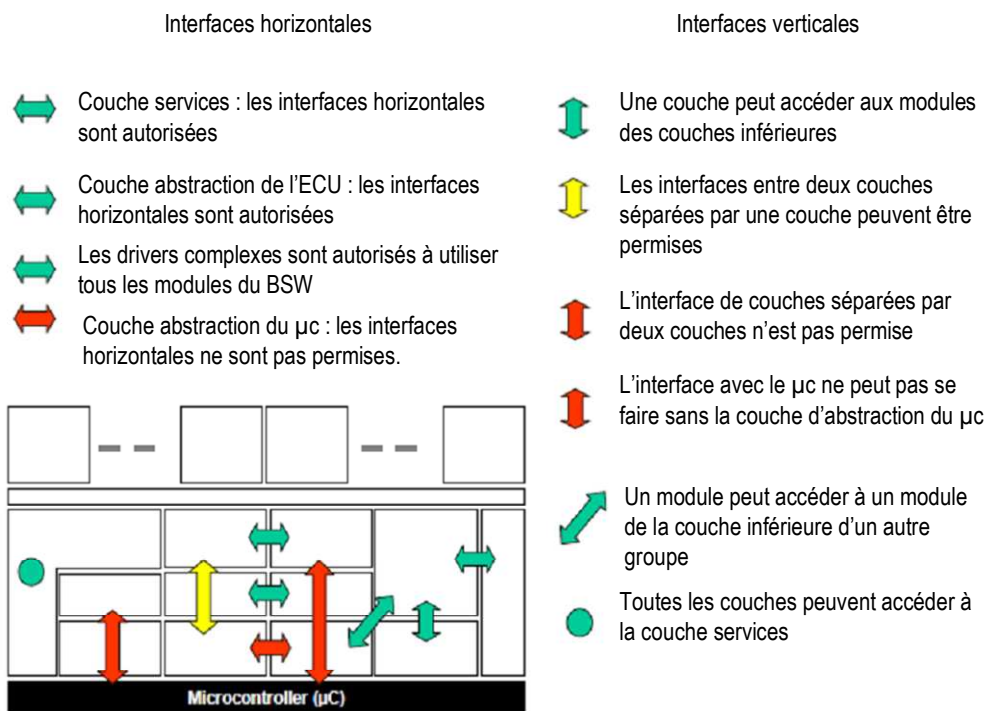 Interfaces horizontales
Couche services : les interfaces horizontales
sont autorisées
Couche abstraction de l’ECU : les interfaces
horizontales sont autorisées
Les drivers complexes sont autorisés à utiliser
tous les modules du BSW
Couche abstraction du µc : les interfaces
horizontales ne sont pas permises.
Interfaces verticales
Une couche peut accéder aux modules
des couches inférieures
Les interfaces entre deux couches
séparées par une couche peuvent être
permises
L’interface de couches séparées par
deux couches n’est pas permise
L’interface avec le µc ne peut pas se
faire sans la couche d’abstraction du µc
Un module peut accéder à un module
de la couche inférieure d’un autre
groupe
Toutes les couches peuvent accéder à
la couche services
Microcontroller (µC)